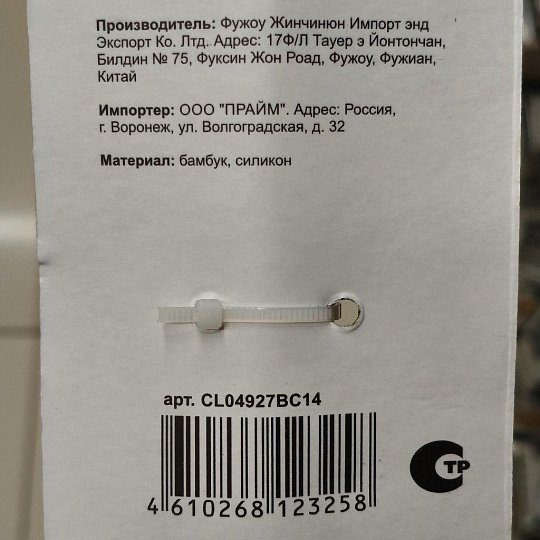 Производитель: Фужоу Жинчинюн Импорт энд
Экспорт Ко. Лтд. Адрес: 17Ф/Л Тауер э Йонтончан,
Билдин № 75, Фуксин Жон Роад, Фужоу, Фужиан,
Китай
Импортер: ООО "ПРАЙМ". Адрес: Россия,
г. Воронеж, ул. Волгоградская, д. 32
Материал: бамбук, силикон
арт. CL04927BC14
4 610268 123258
СТР